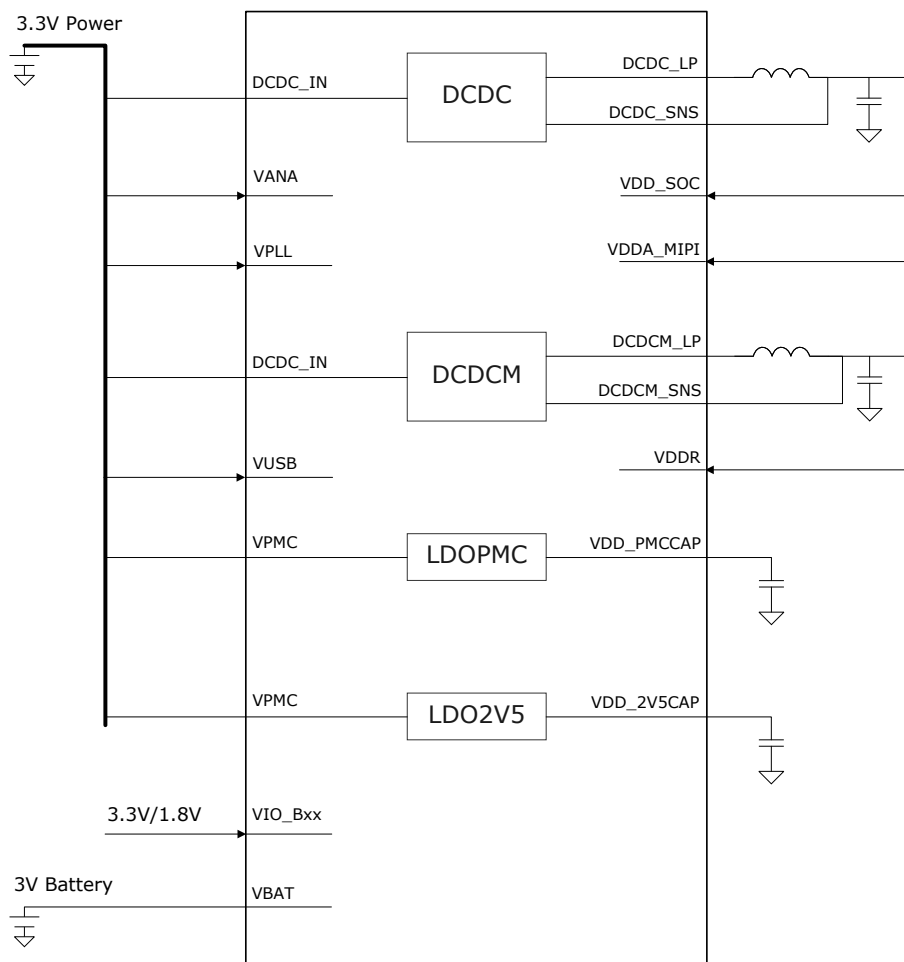 3.3V Power
DCDC_IN
DCDC
DCDC_LP
DCDC_SNS
VANA
VDD_SOC
VPLL
VDDA_MIPI
DCDC_IN
DCDCM
DCDCM_LP
DCDCM_SNS
VUSB
VDDR
VPMC
LDOPMC
VDD_PMCCAP
VPMC
LDO2V5
VDD_2V5CAP
3.3V/1.8V
VIO_Bxx
3V Battery
VBAT